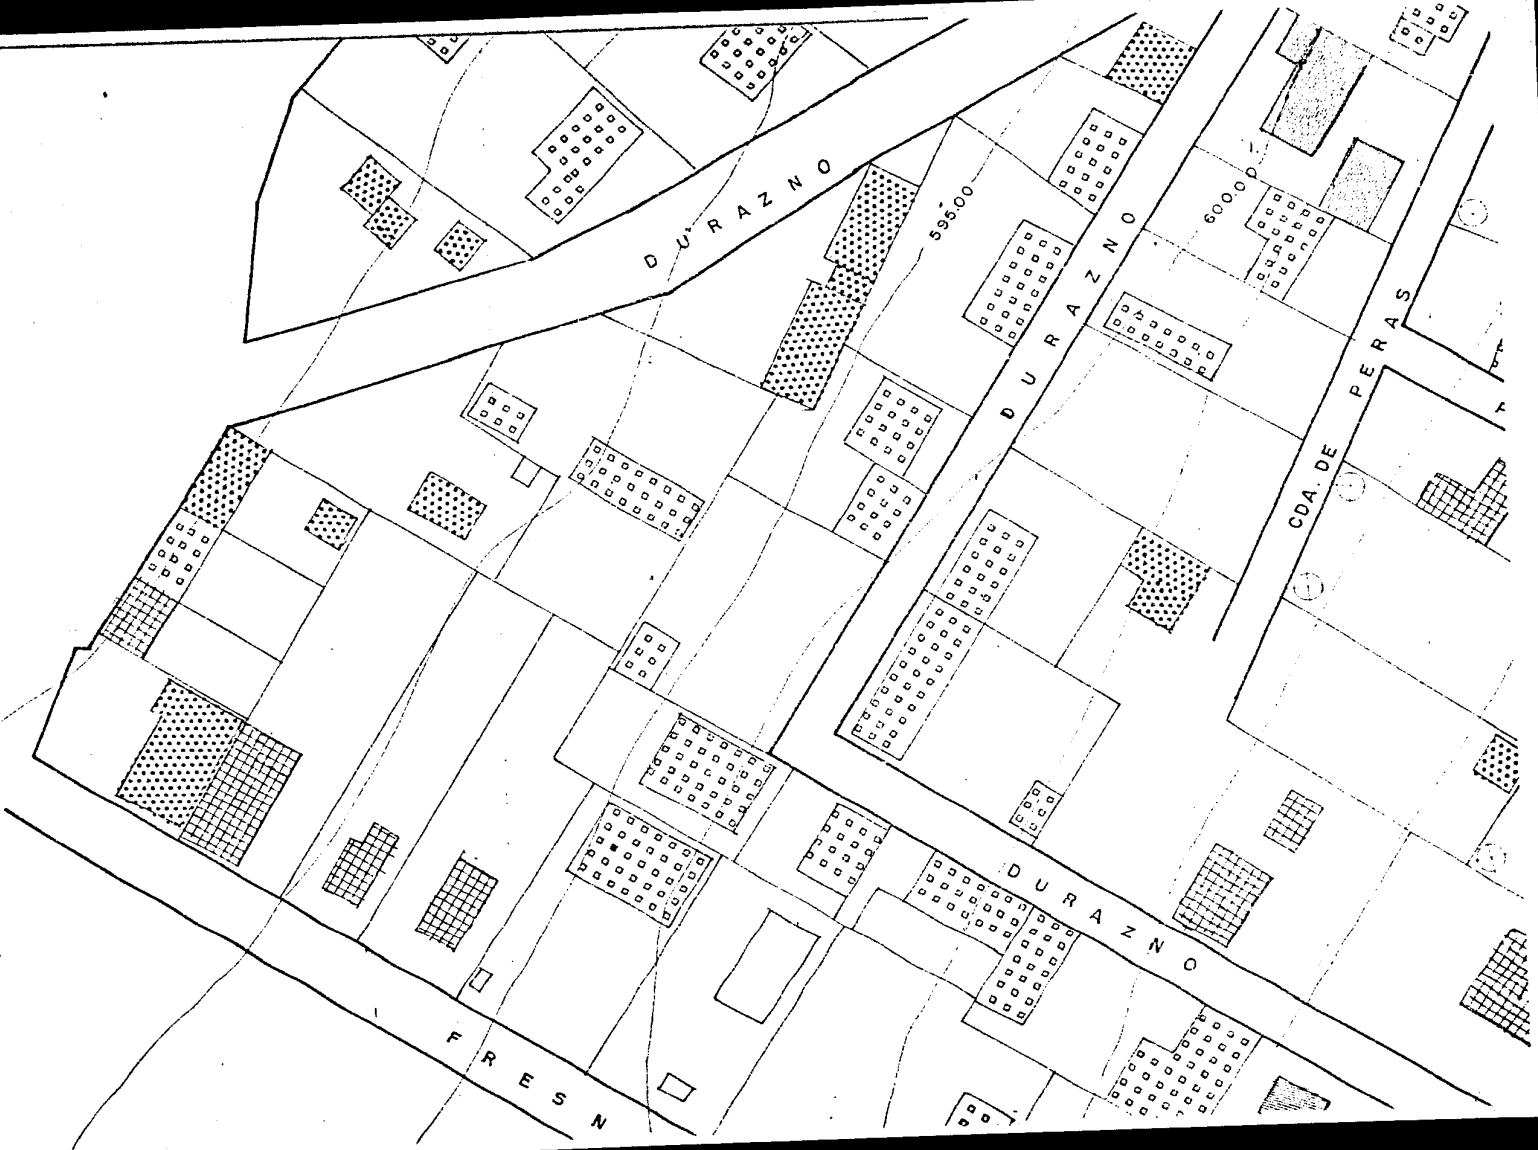 DURAZNO
595.00
600.00
DURAZNO
CDA. DE PERAS
P
DURAZNO
FRESN